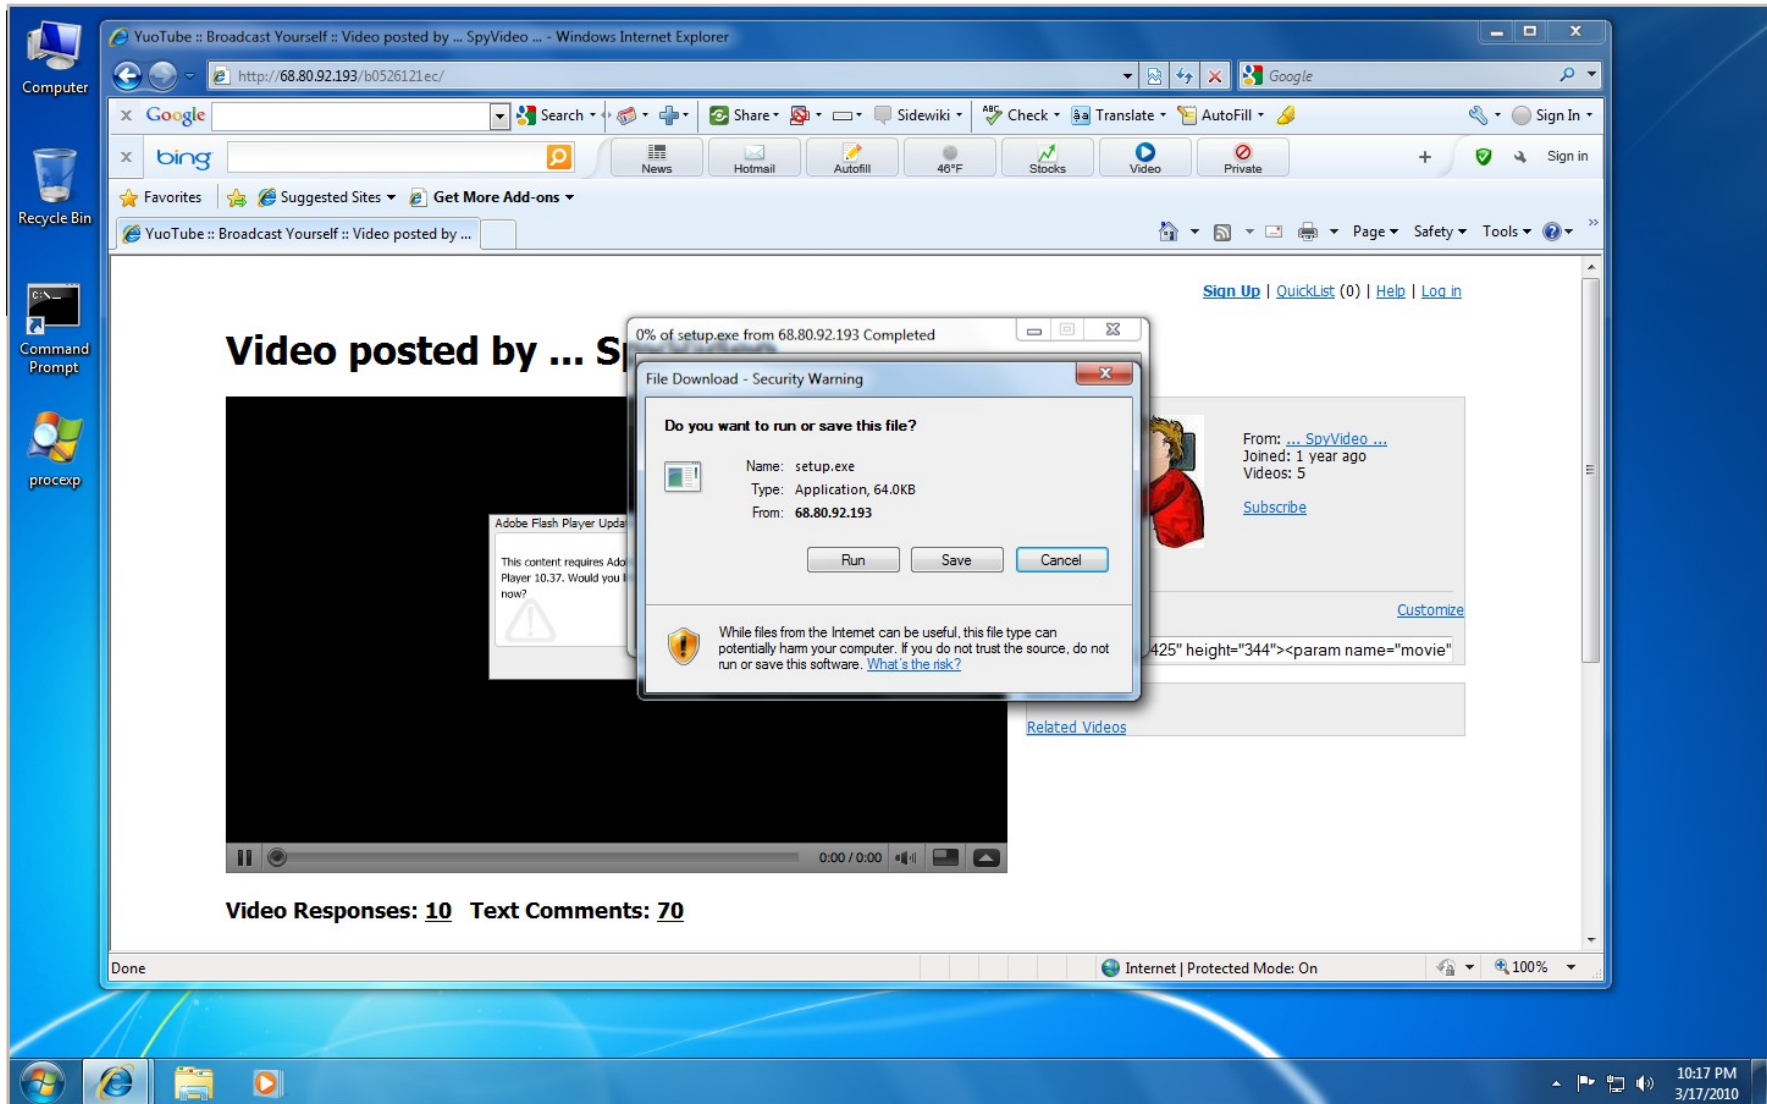 Computer
Recycle Bin
Command
Prompt
procexp
YuoTube :: Broadcast Yourself :: Video posted by ... SpyVideo ... - Windows Internet Explorer
http://68.80.92.193/b0526121ec/
Google
Google Search Share Sidewiki Check Translate AutoFill Sign In
bing News Hotmail Autofill 46°F Stocks Video Private Sign in
Favorites Suggested Sites Get More Add-ons
YuoTube :: Broadcast Yourself :: Video posted by ...
Page Safety Tools
Sign Up | QuickList (0) | Help | Log in
Video posted by ...
0% of setup.exe from 68.80.92.193 Completed
File Download - Security Warning
Do you want to run or save this file?
Name: setup.exe
Type: Application, 64.0KB
From: 68.80.92.193
Run Save Cancel
While files from the Internet can be useful, this file type can
potentially harm your computer. If you do not trust the source, do not
run or save this software. What's the risk?
Adobe Flash Player
This content requires
Player 10.37. Would you
now?
From: ... SpyVideo ...
Joined: 1 year ago
Videos: 5
Subscribe
Customize
425" height="344"><param name="movie"
Related Videos
0:00 / 0:00
Video Responses: 10 Text Comments: 70
Done
Internet | Protected Mode: On
100%
10:17 PM
3/17/2010